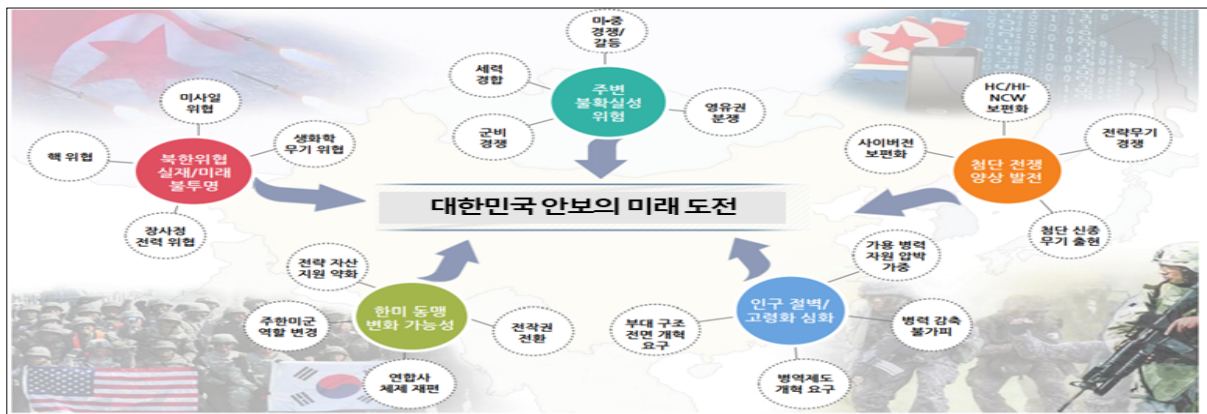 미·중
경쟁/
갈등
세력
경합
주변
불확실성
위험
영유권
분쟁
군비
경쟁
미사일
위협
핵 위협
생화학
무기 위협
북한위협
실재/미래
불투명
장사정
전력 위협
HC/HI-
NCW
보편화
사이버전
보편화
전략무기
경쟁
첨단 전쟁
양상 발전
첨단 신종
무기 출현
대한민국 안보의 미래 도전
전략 자산
지원 약화
주한미군
역할 변경
한미 동맹
변화 가능성
전작권
전환
연합사
체제 재편
가용 병력
자원 압박
가중
인구 절벽/
고령화 심화
부대 구조
전면 개혁
요구
병력 감축
불가피
병역제도
개혁 요구